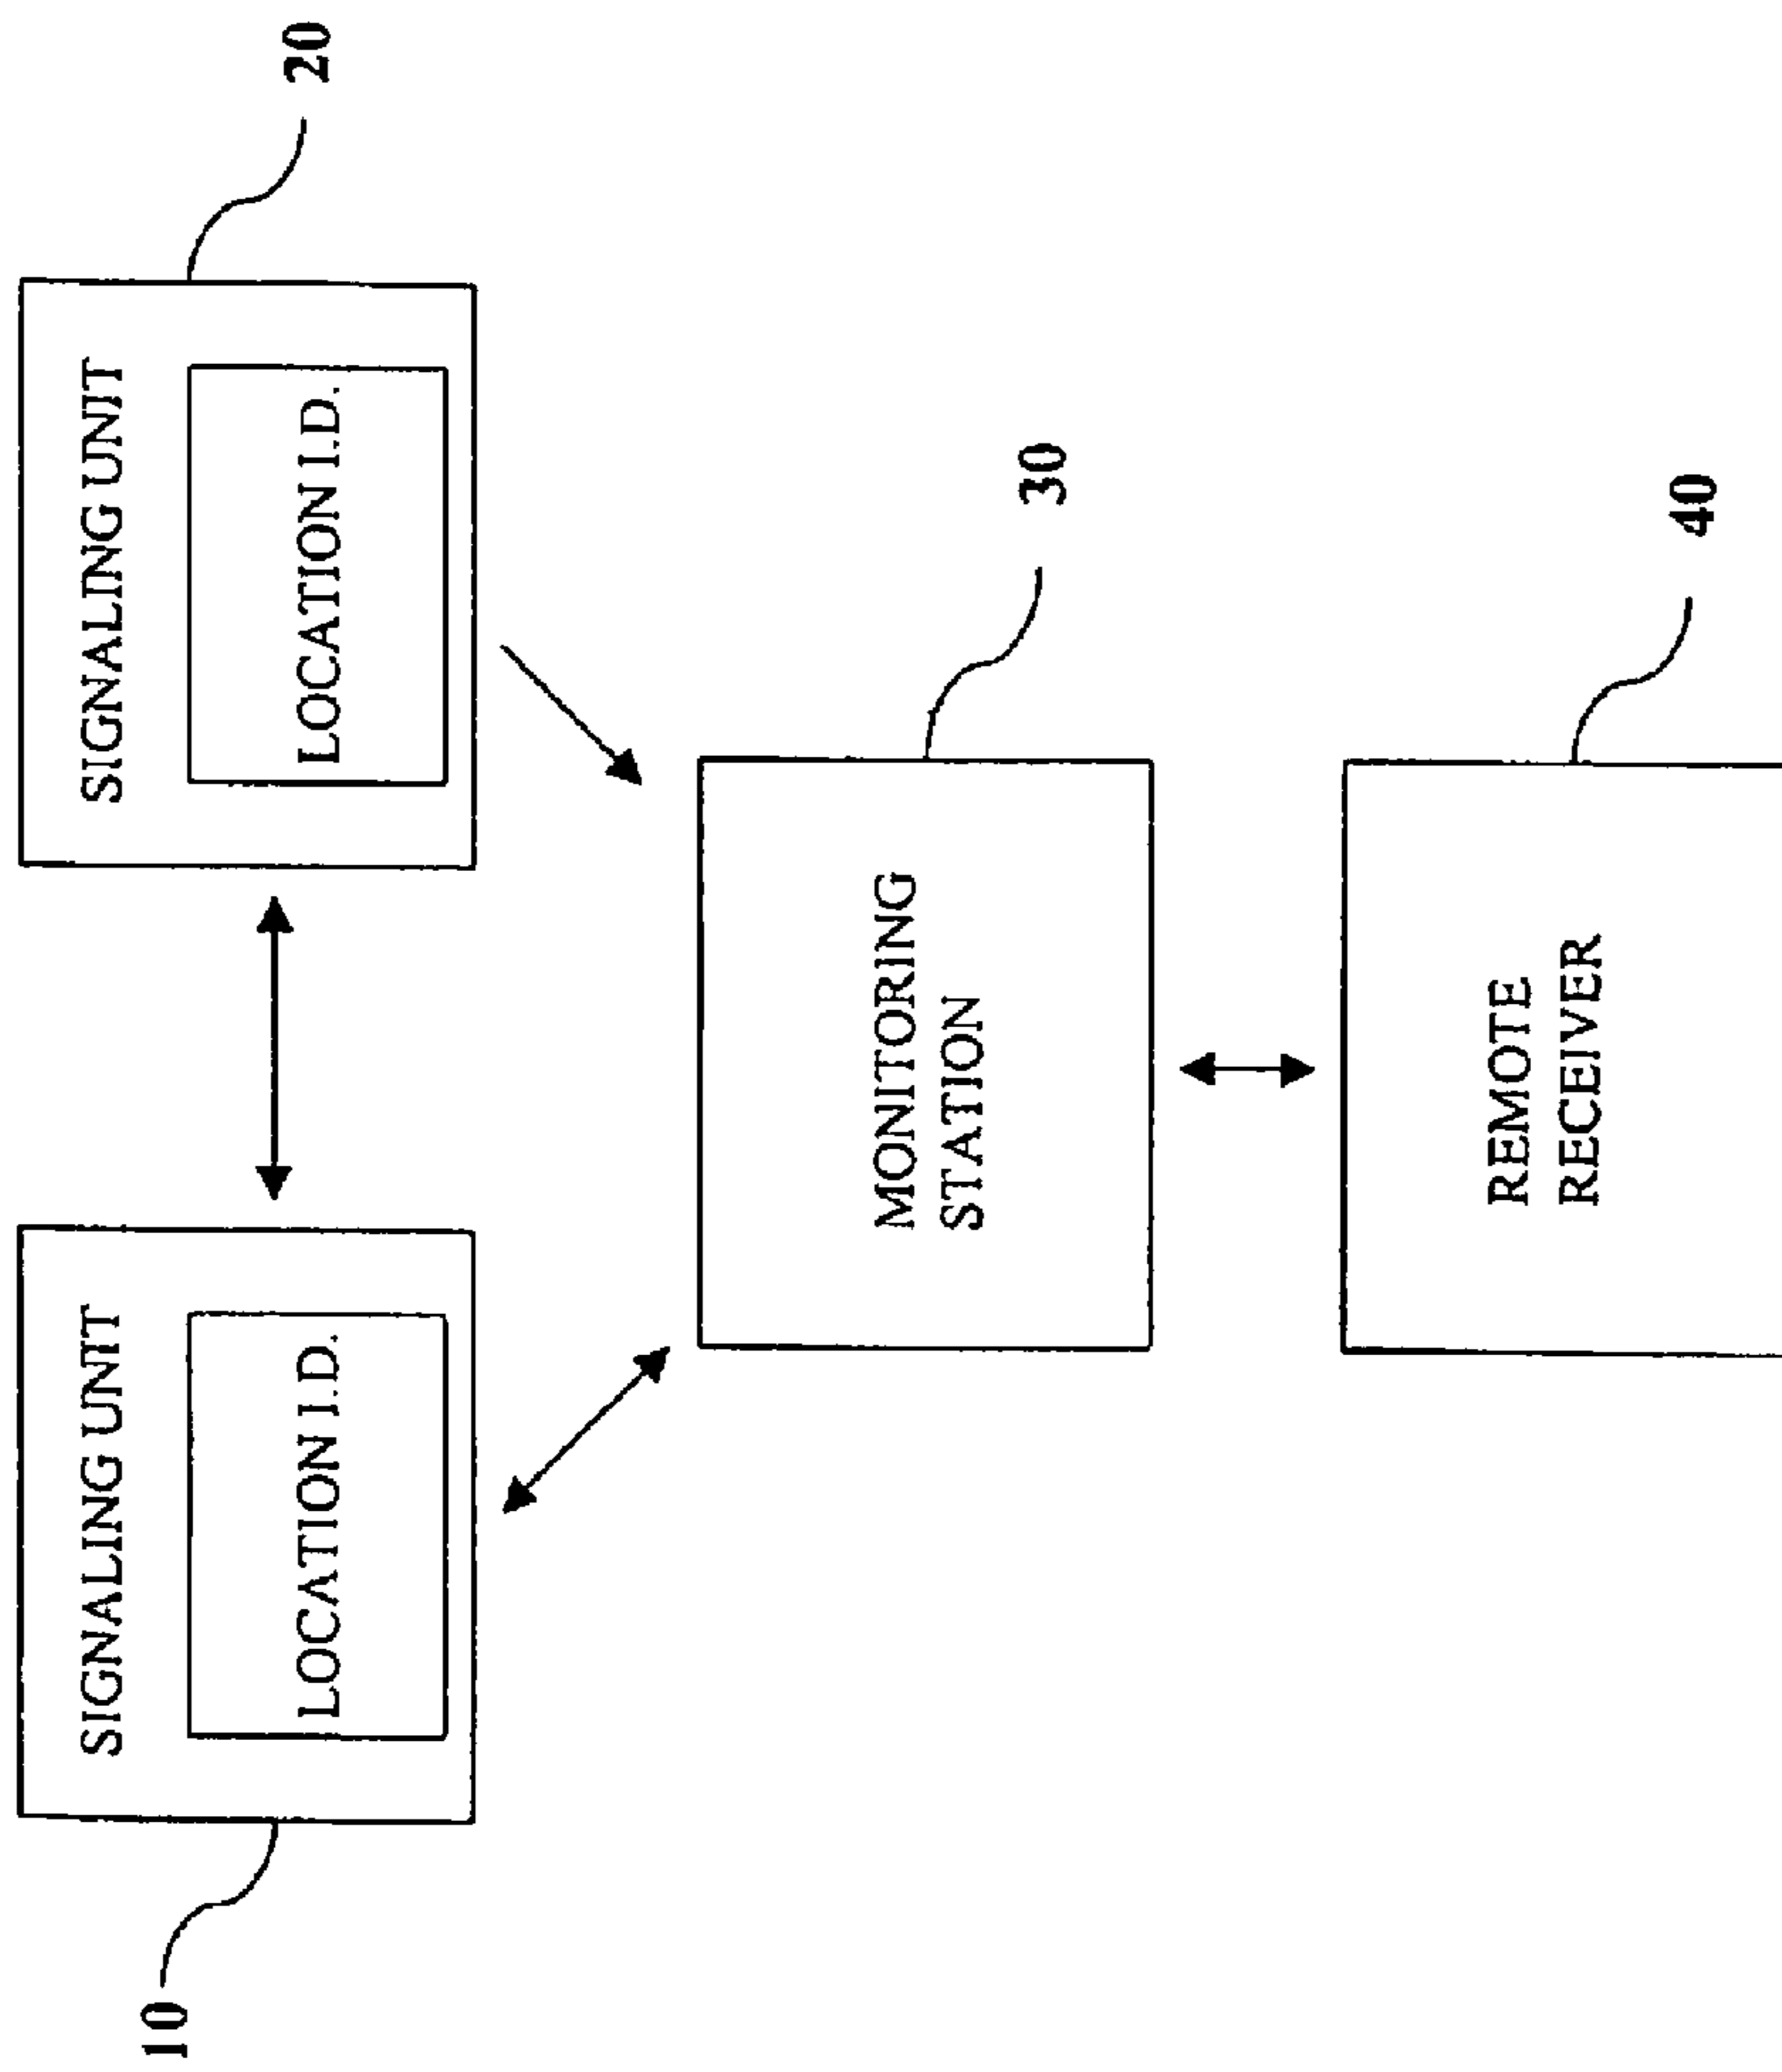 10
SIGNALING UNIT
LOCATION I.D.
SIGNALING UNIT
LOCATION I.D.
20
MONITORING
STATION
30
REMOTE
RECEIVER
40